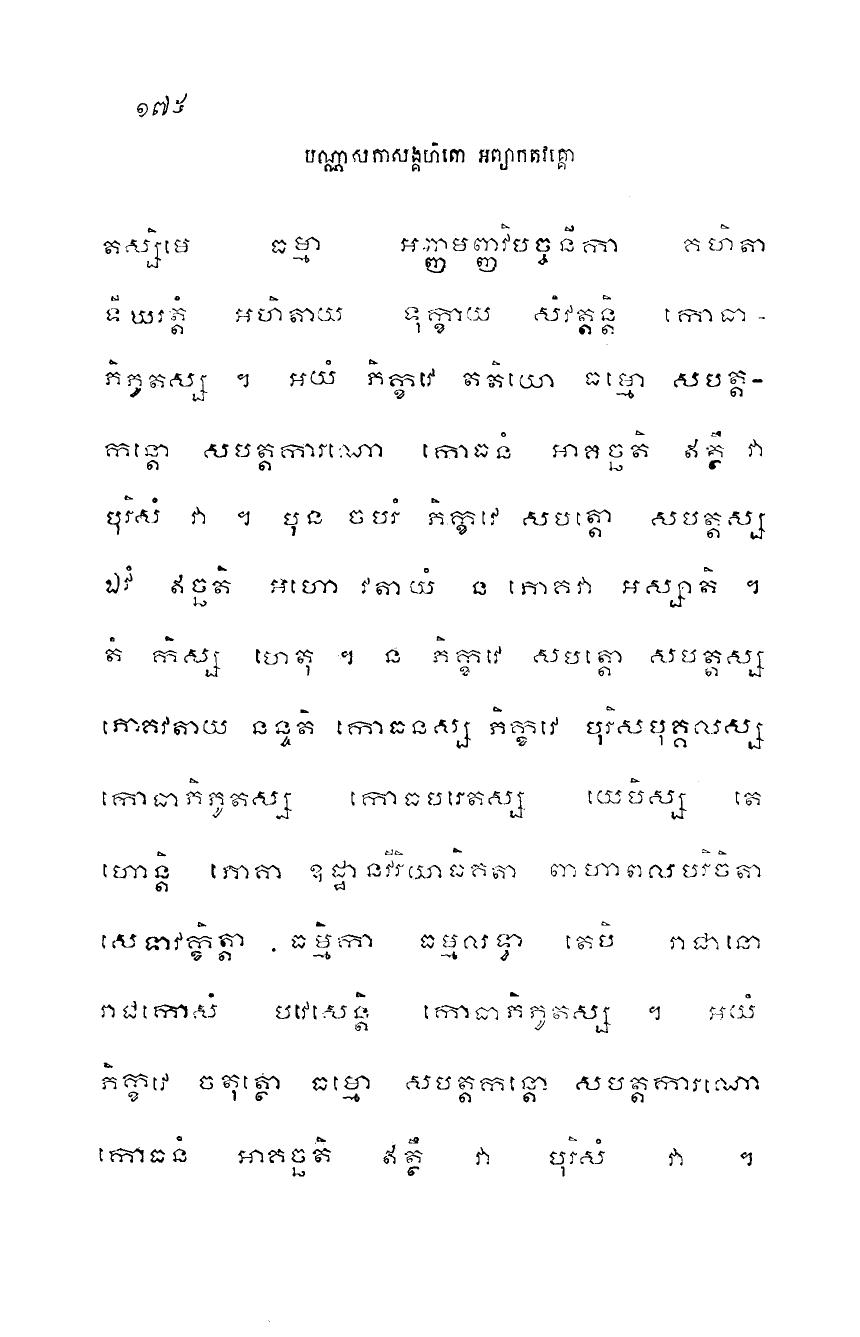 ១៧៥
បណ្ណាសកាសង្គហិតោ អព្យាកតវគ្គោ
តស្សិមេ ធម្មា អញ្ញមញ្ញវិបច្ចនីកា គហិតា
ទីឃរត្តំ អហិតាយ ទុក្ខាយ សំវត្តន្តិ កោធា-
ភិភូតស្ស ។ អយំ ភិក្ខវេ តតិយោ ធម្មោ សបត្ត-
កន្តោ សបត្តការណោ កោធនំ អាគច្ឆតិ ឥត្ថឹ វា
បុរិសំ វា ។ បុន ចបរំ ភិក្ខវេ សបត្តោ សបត្តស្ស
ឯវំ ឥច្ឆតិ អហោ វតាយំ ន ភោគវា អស្សាតិ ។
តំ កិស្ស ហេតុ ។ ន ភិក្ខវេ សបត្តោ សបត្តស្ស
ភោគវតាយ នន្ទតិ កោធនស្ស ភិក្ខវេ បុរិសបុគ្គលស្ស
កោធាភិភូតស្ស កោធបរេតស្ស យេបិស្ស តេ
ហោន្តិ ភោគា ឧដ្ឋានវីរិយាធិគតា ពាហាពលបរិចិតា
សេទាវក្ខិត្តា ធម្មិកា ធម្មលទ្ធា តេបិ រាជានោ
រាជកោសំ បវេសេន្តិ កោធាភិភូតស្ស ។ អយំ
ភិក្ខវេ ចតុត្ថោ ធម្មោ សបត្តកន្តោ សបត្តការណោ
កោធនំ អាគច្ឆតិ ឥត្ថឹ វា បុរិសំ វា ។